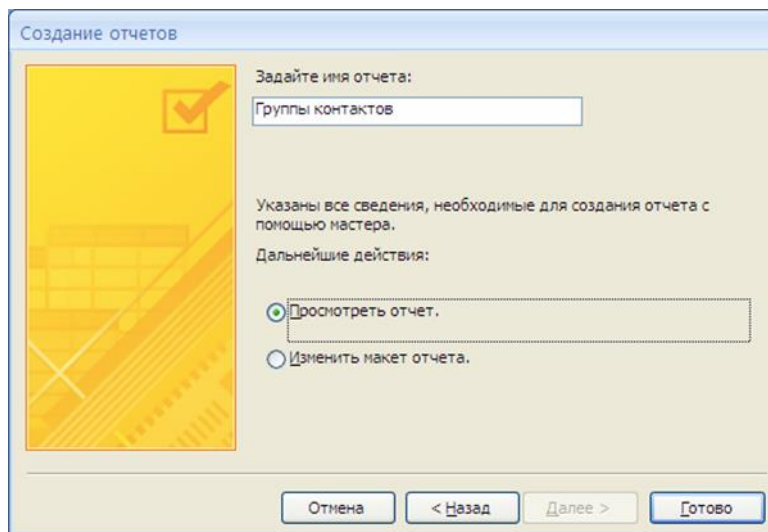 Создание отчетов
Задайте имя отчета:
Группы контактов
Указаны все сведения, необходимые для создания отчета с
помощью мастера.
Дальнейшие действия:
Просмотреть отчет.
Изменить макет отчета.
Отмена
< Назад
Далее >
Готово